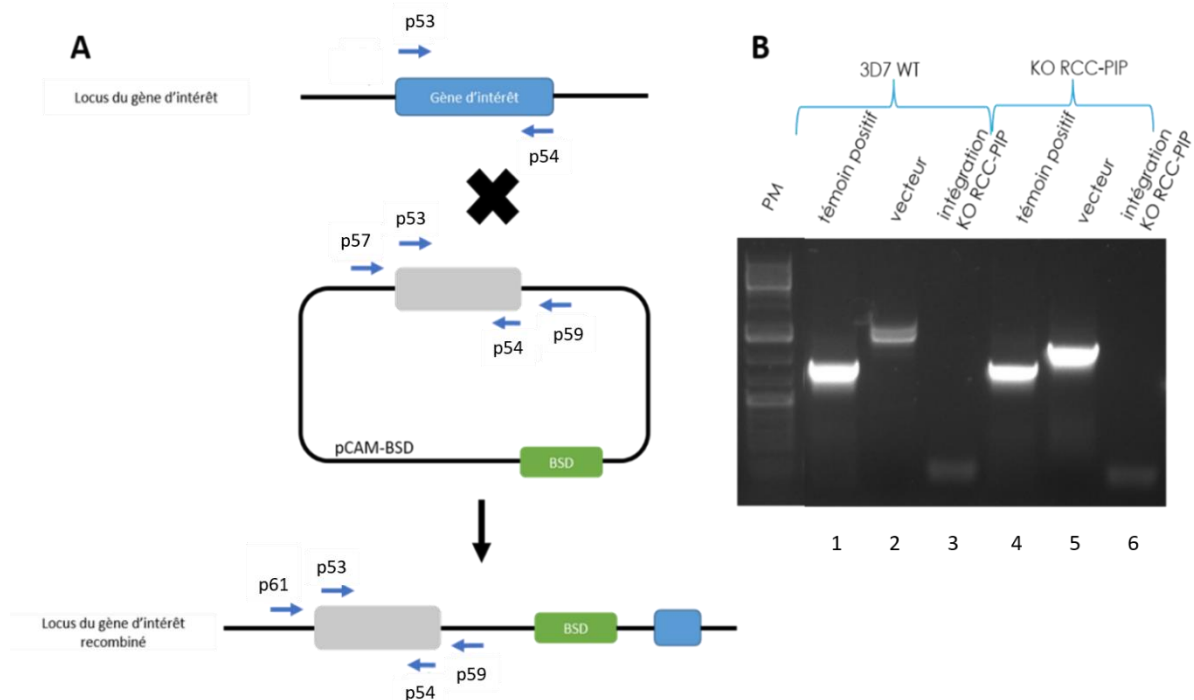 A
p53
Locus du gène d'intérêt
Gène d'intérêt
p54
p57
p53
p54
p59
pCAM-BSD
BSD
p61
p53
Locus du gène d'intérêt
recombiné
BSD
p54
p59
B
3D7 WT
KO RCC-PIP
PM
témoin positif
vecteur
intégration
KO RCC-PIP
témoin positif
vecteur
intégration
KO RCC-PIP
1 2 3 4 5 6